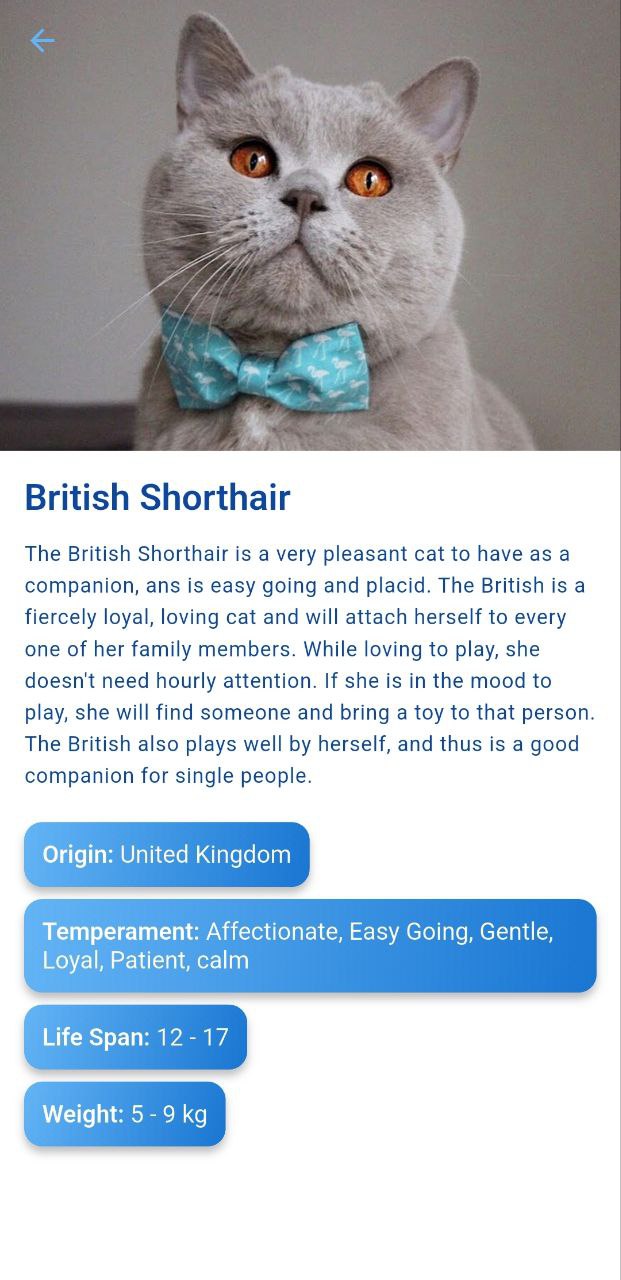 British Shorthair
The British Shorthair is a very pleasant cat to have as a
companion, ans is easy going and placid. The British is a
fiercely loyal, loving cat and will attach herself to every
one of her family members. While loving to play, she
doesn't need hourly attention. If she is in the mood to
play, she will find someone and bring a toy to that person.
The British also plays well by herself, and thus is a good
companion for single people.
Origin: United Kingdom
Temperament: Affectionate, Easy Going, Gentle,
Loyal, Patient, calm
Life Span: 12 - 17
Weight: 5 - 9 kg